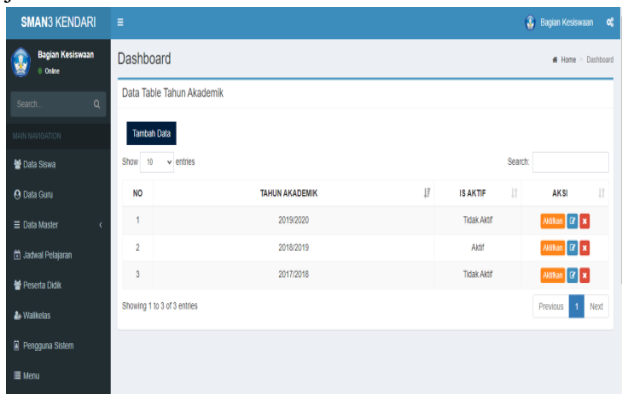 SMAN3 KENDARI
Bagian Kesiswaan
Bagian Kesiswaan
Online
Dashboard
Home > Dashboard
Search...
MAIN NAVIGATION
Data Siswa
Data Guru
Data Master
Jadwal Pelajaran
Peserta Didik
Walikelas
Pengguna Sistem
Menu
Data Table Tahun Akademik
Tambah Data
Show 10 entries
Search:
NO TAHUN AKADEMIK IS AKTIF AKSI
1 2019/2020 Tidak Aktif Aktifkan
2 2018/2019 Aktif Aktifkan
3 2017/2018 Tidak Aktif Aktifkan
Showing 1 to 3 of 3 entries
Previous 1 Next